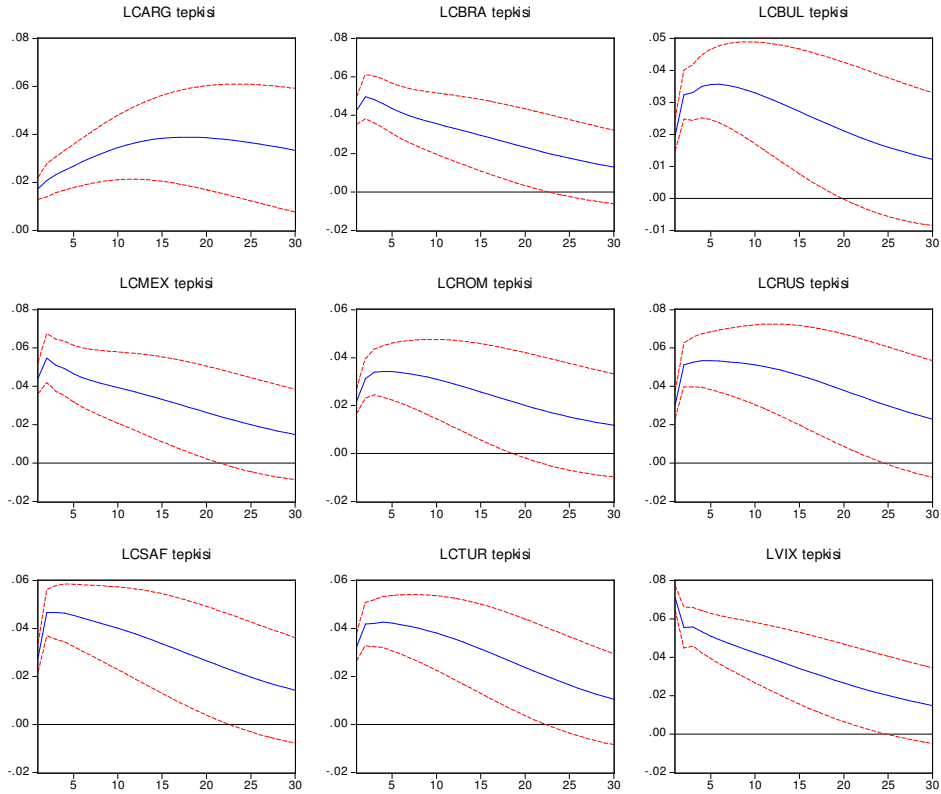 LCARG tepkisi
.08
.06
.04
.02
.00
5 10 15 20 25 30
LCBRA tepkisi
.08
.06
.04
.02
.00
-.02
5 10 15 20 25 30
LCBUL tepkisi
.05
.04
.03
.02
.01
.00
-.01
5 10 15 20 25 30
LCMEX tepkisi
.08
.06
.04
.02
.00
-.02
5 10 15 20 25 30
LCROM tepkisi
.06
.04
.02
.00
-.02
5 10 15 20 25 30
LCRUS tepkisi
.08
.06
.04
.02
.00
-.02
5 10 15 20 25 30
LCSAF tepkisi
.06
.04
.02
.00
-.02
5 10 15 20 25 30
LCTUR tepkisi
.06
.04
.02
.00
-.02
5 10 15 20 25 30
LVIX tepkisi
.08
.06
.04
.02
.00
-.02
5 10 15 20 25 30